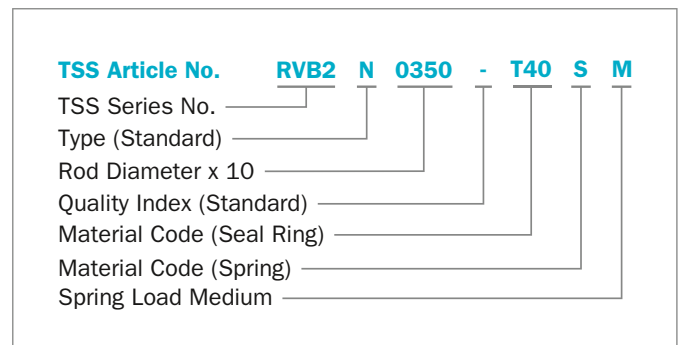 TSS Article No. RVB2 N 0350 - T40 S M
TSS Series No.
Type (Standard)
Rod Diameter x 10
Quality Index (Standard)
Material Code (Seal Ring)
Material Code (Spring)
Spring Load Medium